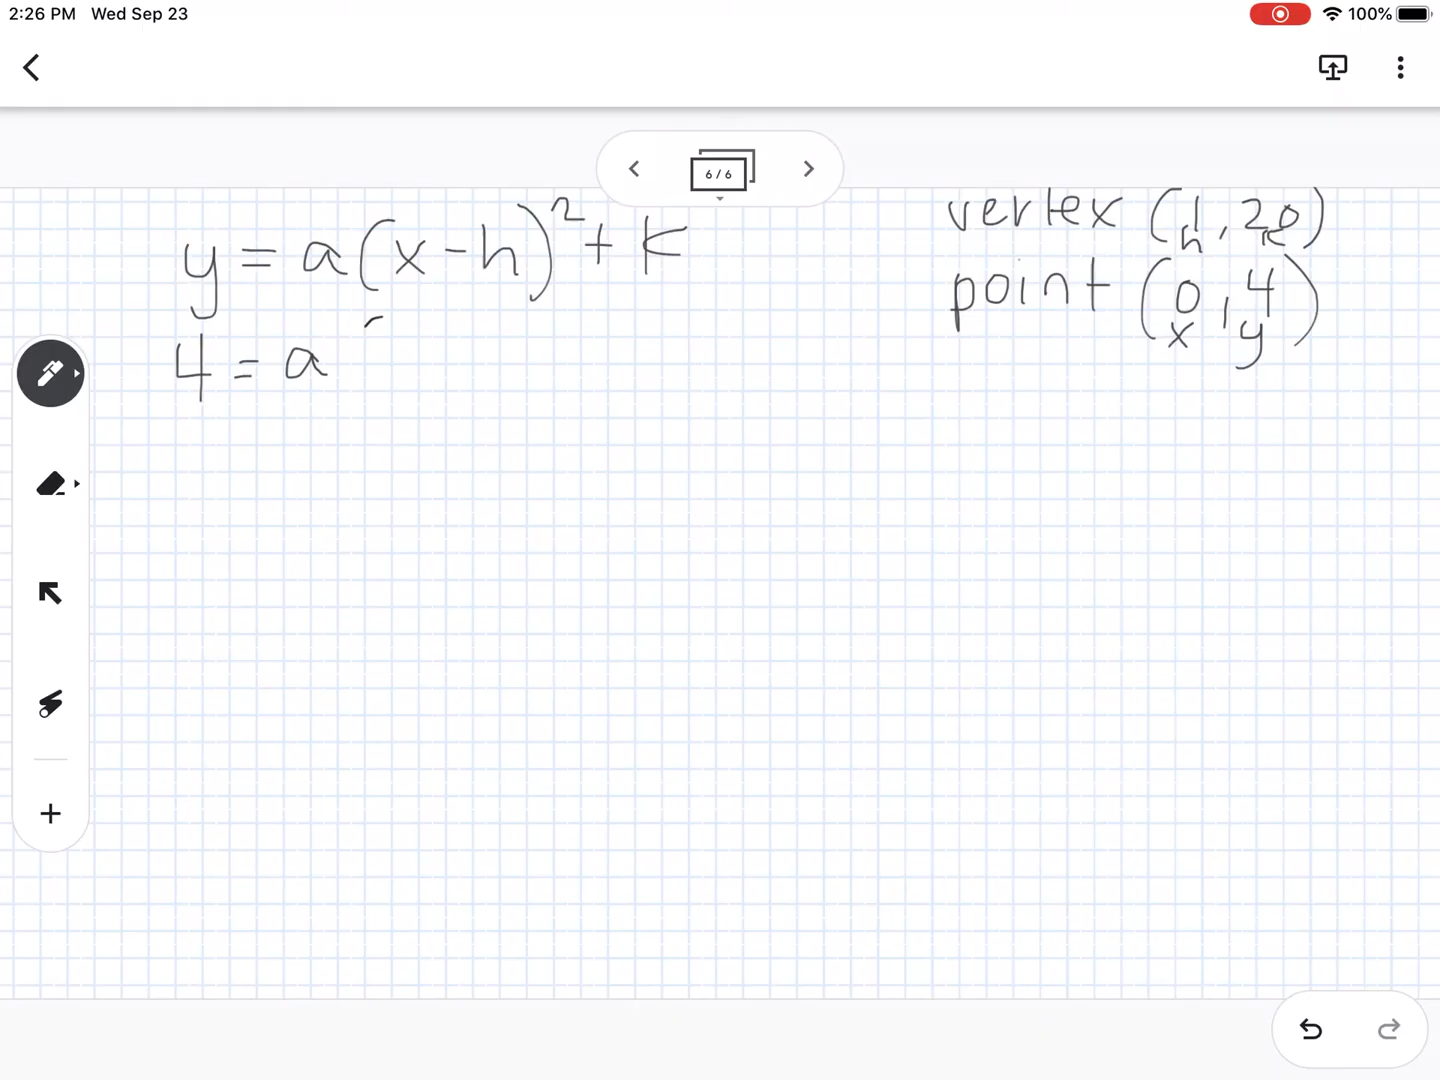 2:26 PM Wed Sep 23 100%
6 / 6
y = a(x - h)² + k
vertex (1, 20)
h k
point (0, 4)
x y
4 = a